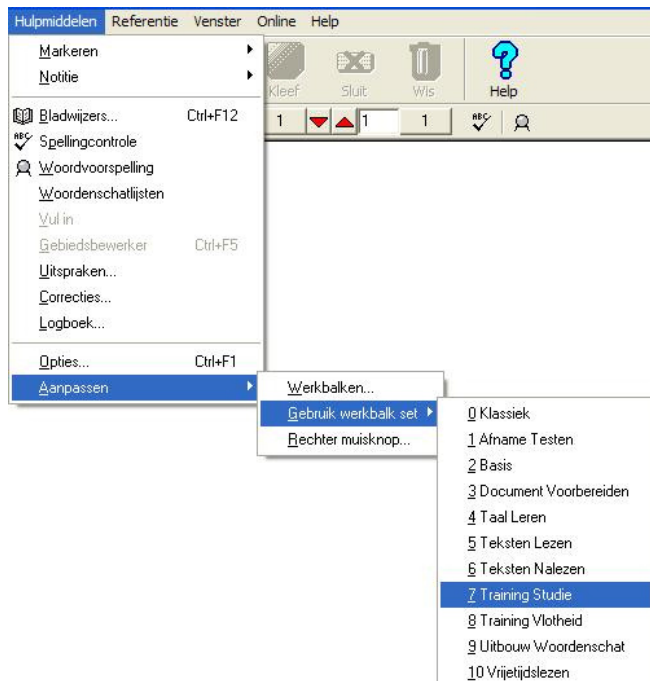 Hulpmiddelen Referentie Venster Online Help
Markeren
Notitie
Kleef Sluit Wis Help
Bladwijzers... Ctrl+F12
1 1 1 ABC
ABC Spellingcontrole
Woordvoorspelling
Woordenschatlijsten
Vul in
Gebiedsbewerker Ctrl+F5
Uitspraken...
Correcties...
Logboek...
Opties... Ctrl+F1
Aanpassen
Werkbalken...
Gebruik werkbalk set
Rechter muisknop...
0 Klassiek
1 Afname Testen
2 Basis
3 Document Voorbereiden
4 Taal Leren
5 Teksten Lezen
6 Teksten Nalezen
7 Training Studie
8 Training Vlotheid
9 Uitbouw Woordenschat
10 Vrijetijdslezen